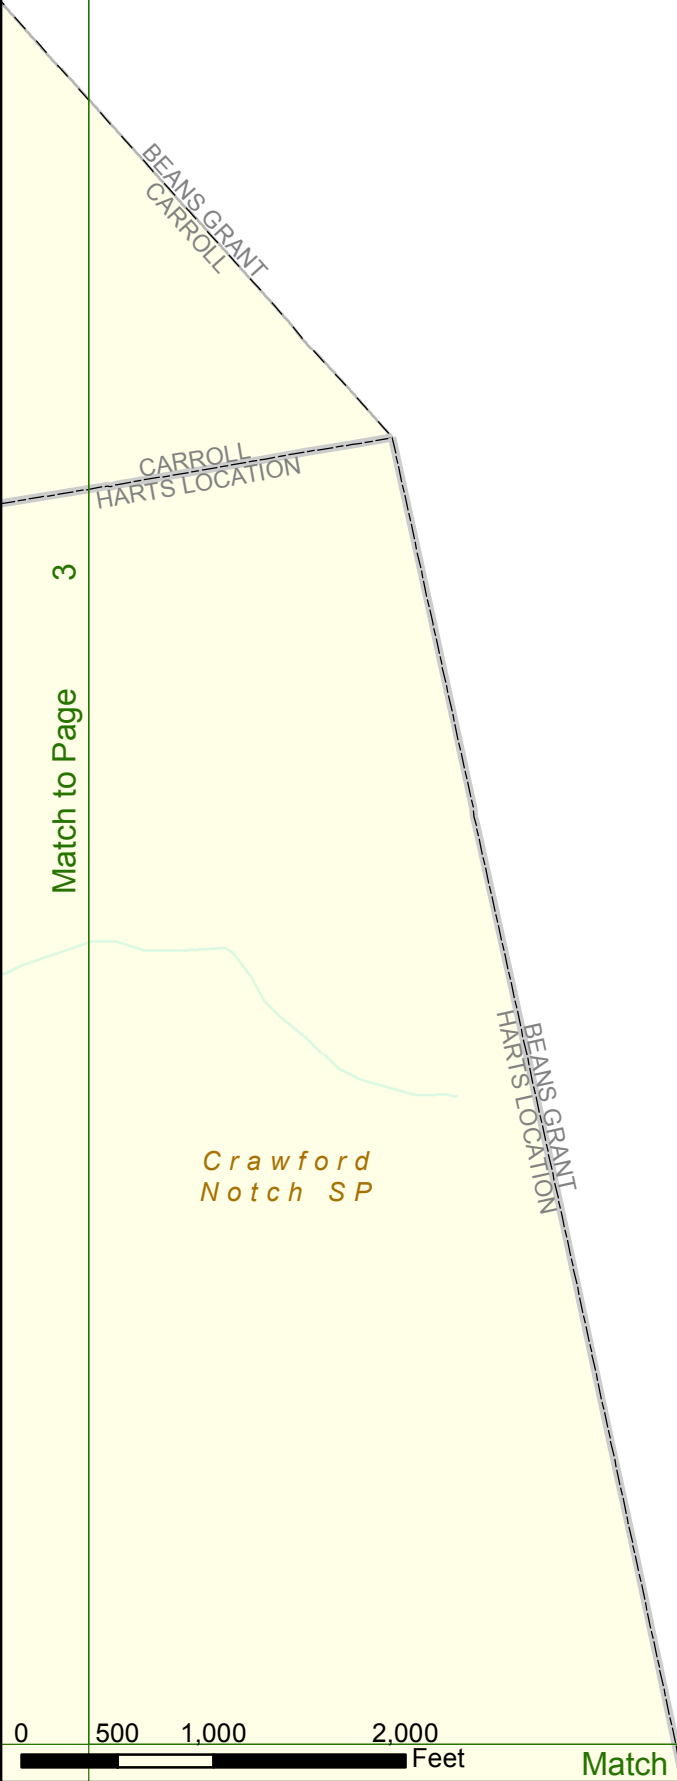 BEANS GRANT
CARROLL
CARROLL
HARTS LOCATION
Match to Page 3
BEANS GRANT
HARTS LOCATION
Crawford
Notch SP
0 500 1,000 2,000
Feet
Match